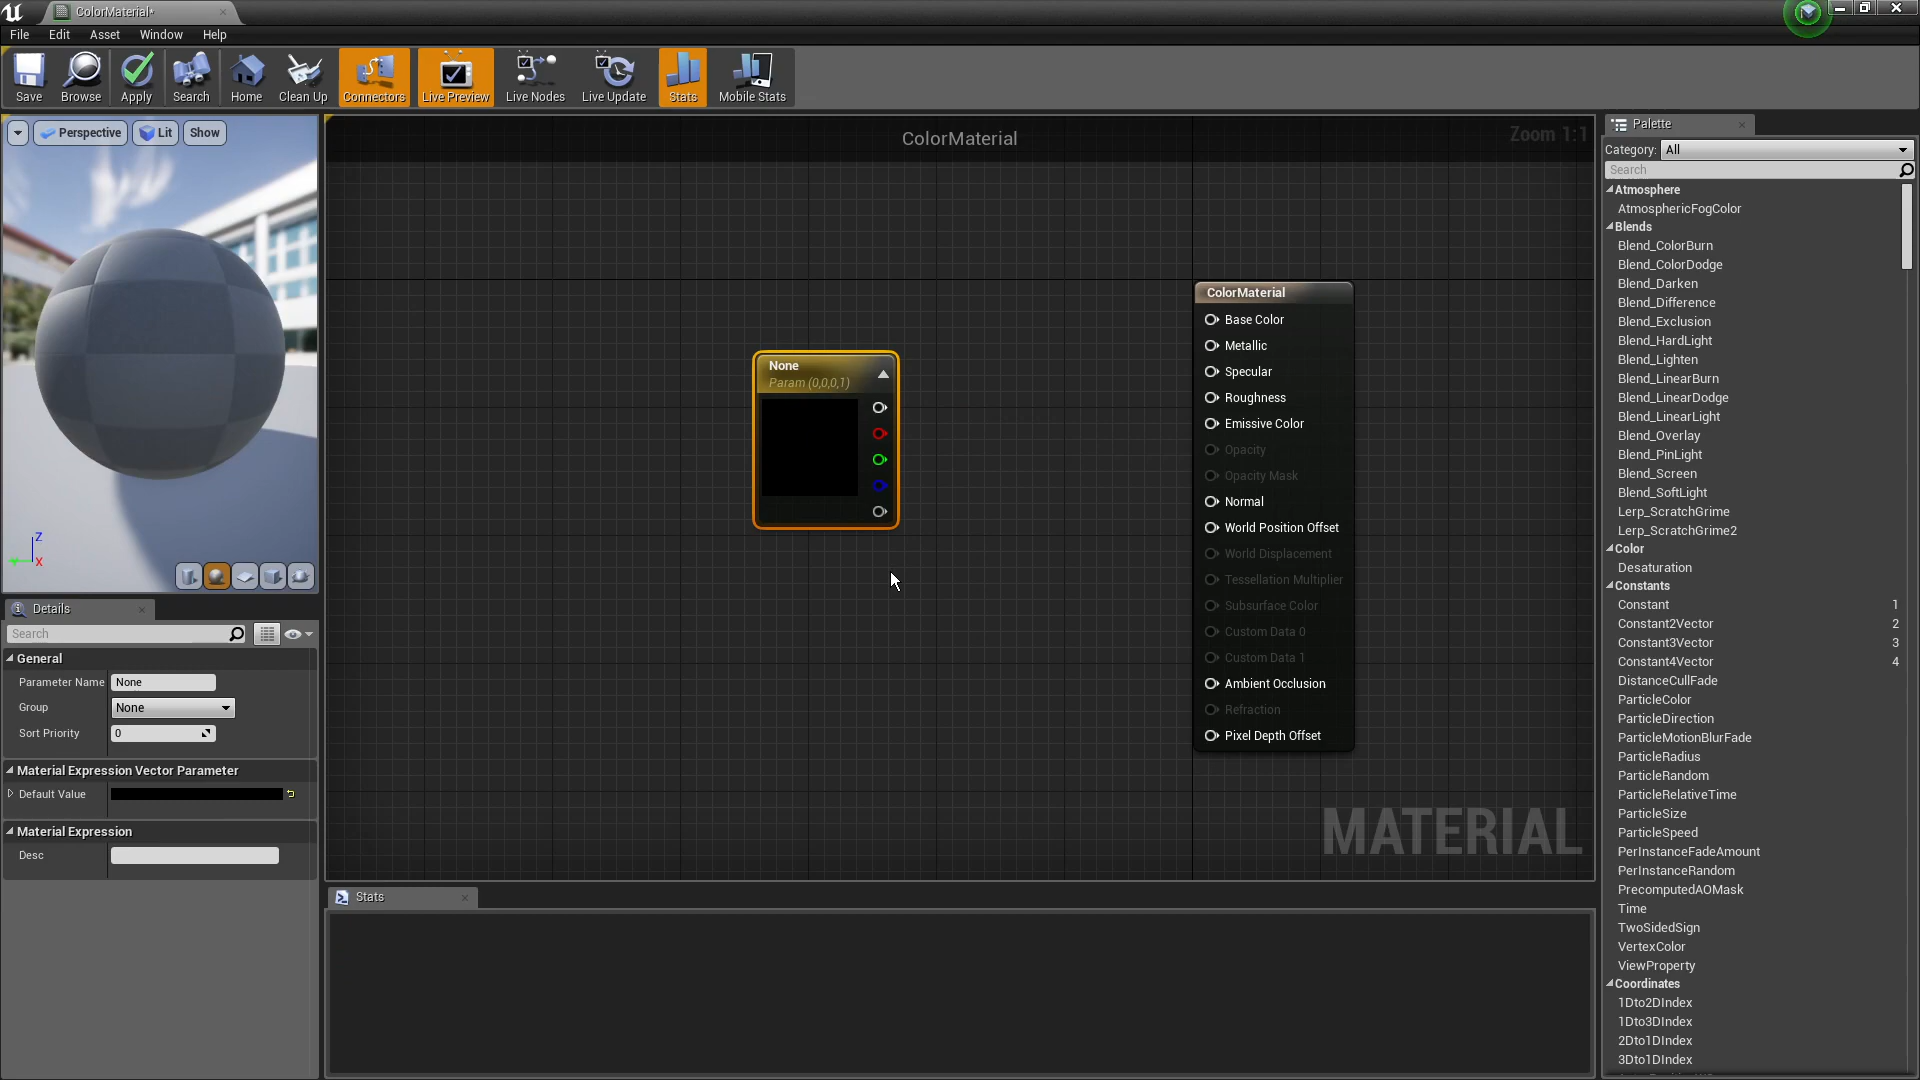 ColorMaterial*
File Edit Asset Window Help
Save Browse Apply Search Home Clean Up Connectors Live Preview Live Nodes Live Update Stats Mobile Stats
Perspective Lit Show
Z
X
ColorMaterial
Zoom 1:1
None
Param (0,0,0,1)
ColorMaterial
Base Color
Metallic
Specular
Roughness
Emissive Color
Opacity
Opacity Mask
Normal
World Position Offset
World Displacement
Tessellation Multiplier
Subsurface Color
Custom Data 0
Custom Data 1
Ambient Occlusion
Refraction
Pixel Depth Offset
MATERIAL
Details
Search
General
Parameter Name None
Group None
Sort Priority 0
Material Expression Vector Parameter
Default Value
Material Expression
Desc
Stats
Palette
Category: All
Search
Atmosphere
AtmosphericFogColor
Blends
Blend_ColorBurn
Blend_ColorDodge
Blend_Darken
Blend_Difference
Blend_Exclusion
Blend_HardLight
Blend_Lighten
Blend_LinearBurn
Blend_LinearDodge
Blend_LinearLight
Blend_Overlay
Blend_PinLight
Blend_Screen
Blend_SoftLight
Lerp_ScratchGrime
Lerp_ScratchGrime2
Color
Desaturation
Constants
Constant 1
Constant2Vector 2
Constant3Vector 3
Constant4Vector 4
DistanceCullFade
ParticleColor
ParticleDirection
ParticleMotionBlurFade
ParticleRadius
ParticleRandom
ParticleRelativeTime
ParticleSize
ParticleSpeed
PerInstanceFadeAmount
PerInstanceRandom
PrecomputedAOMask
Time
TwoSidedSign
VertexColor
ViewProperty
Coordinates
1Dto2DIndex
1Dto3DIndex
2Dto1DIndex
3Dto1DIndex